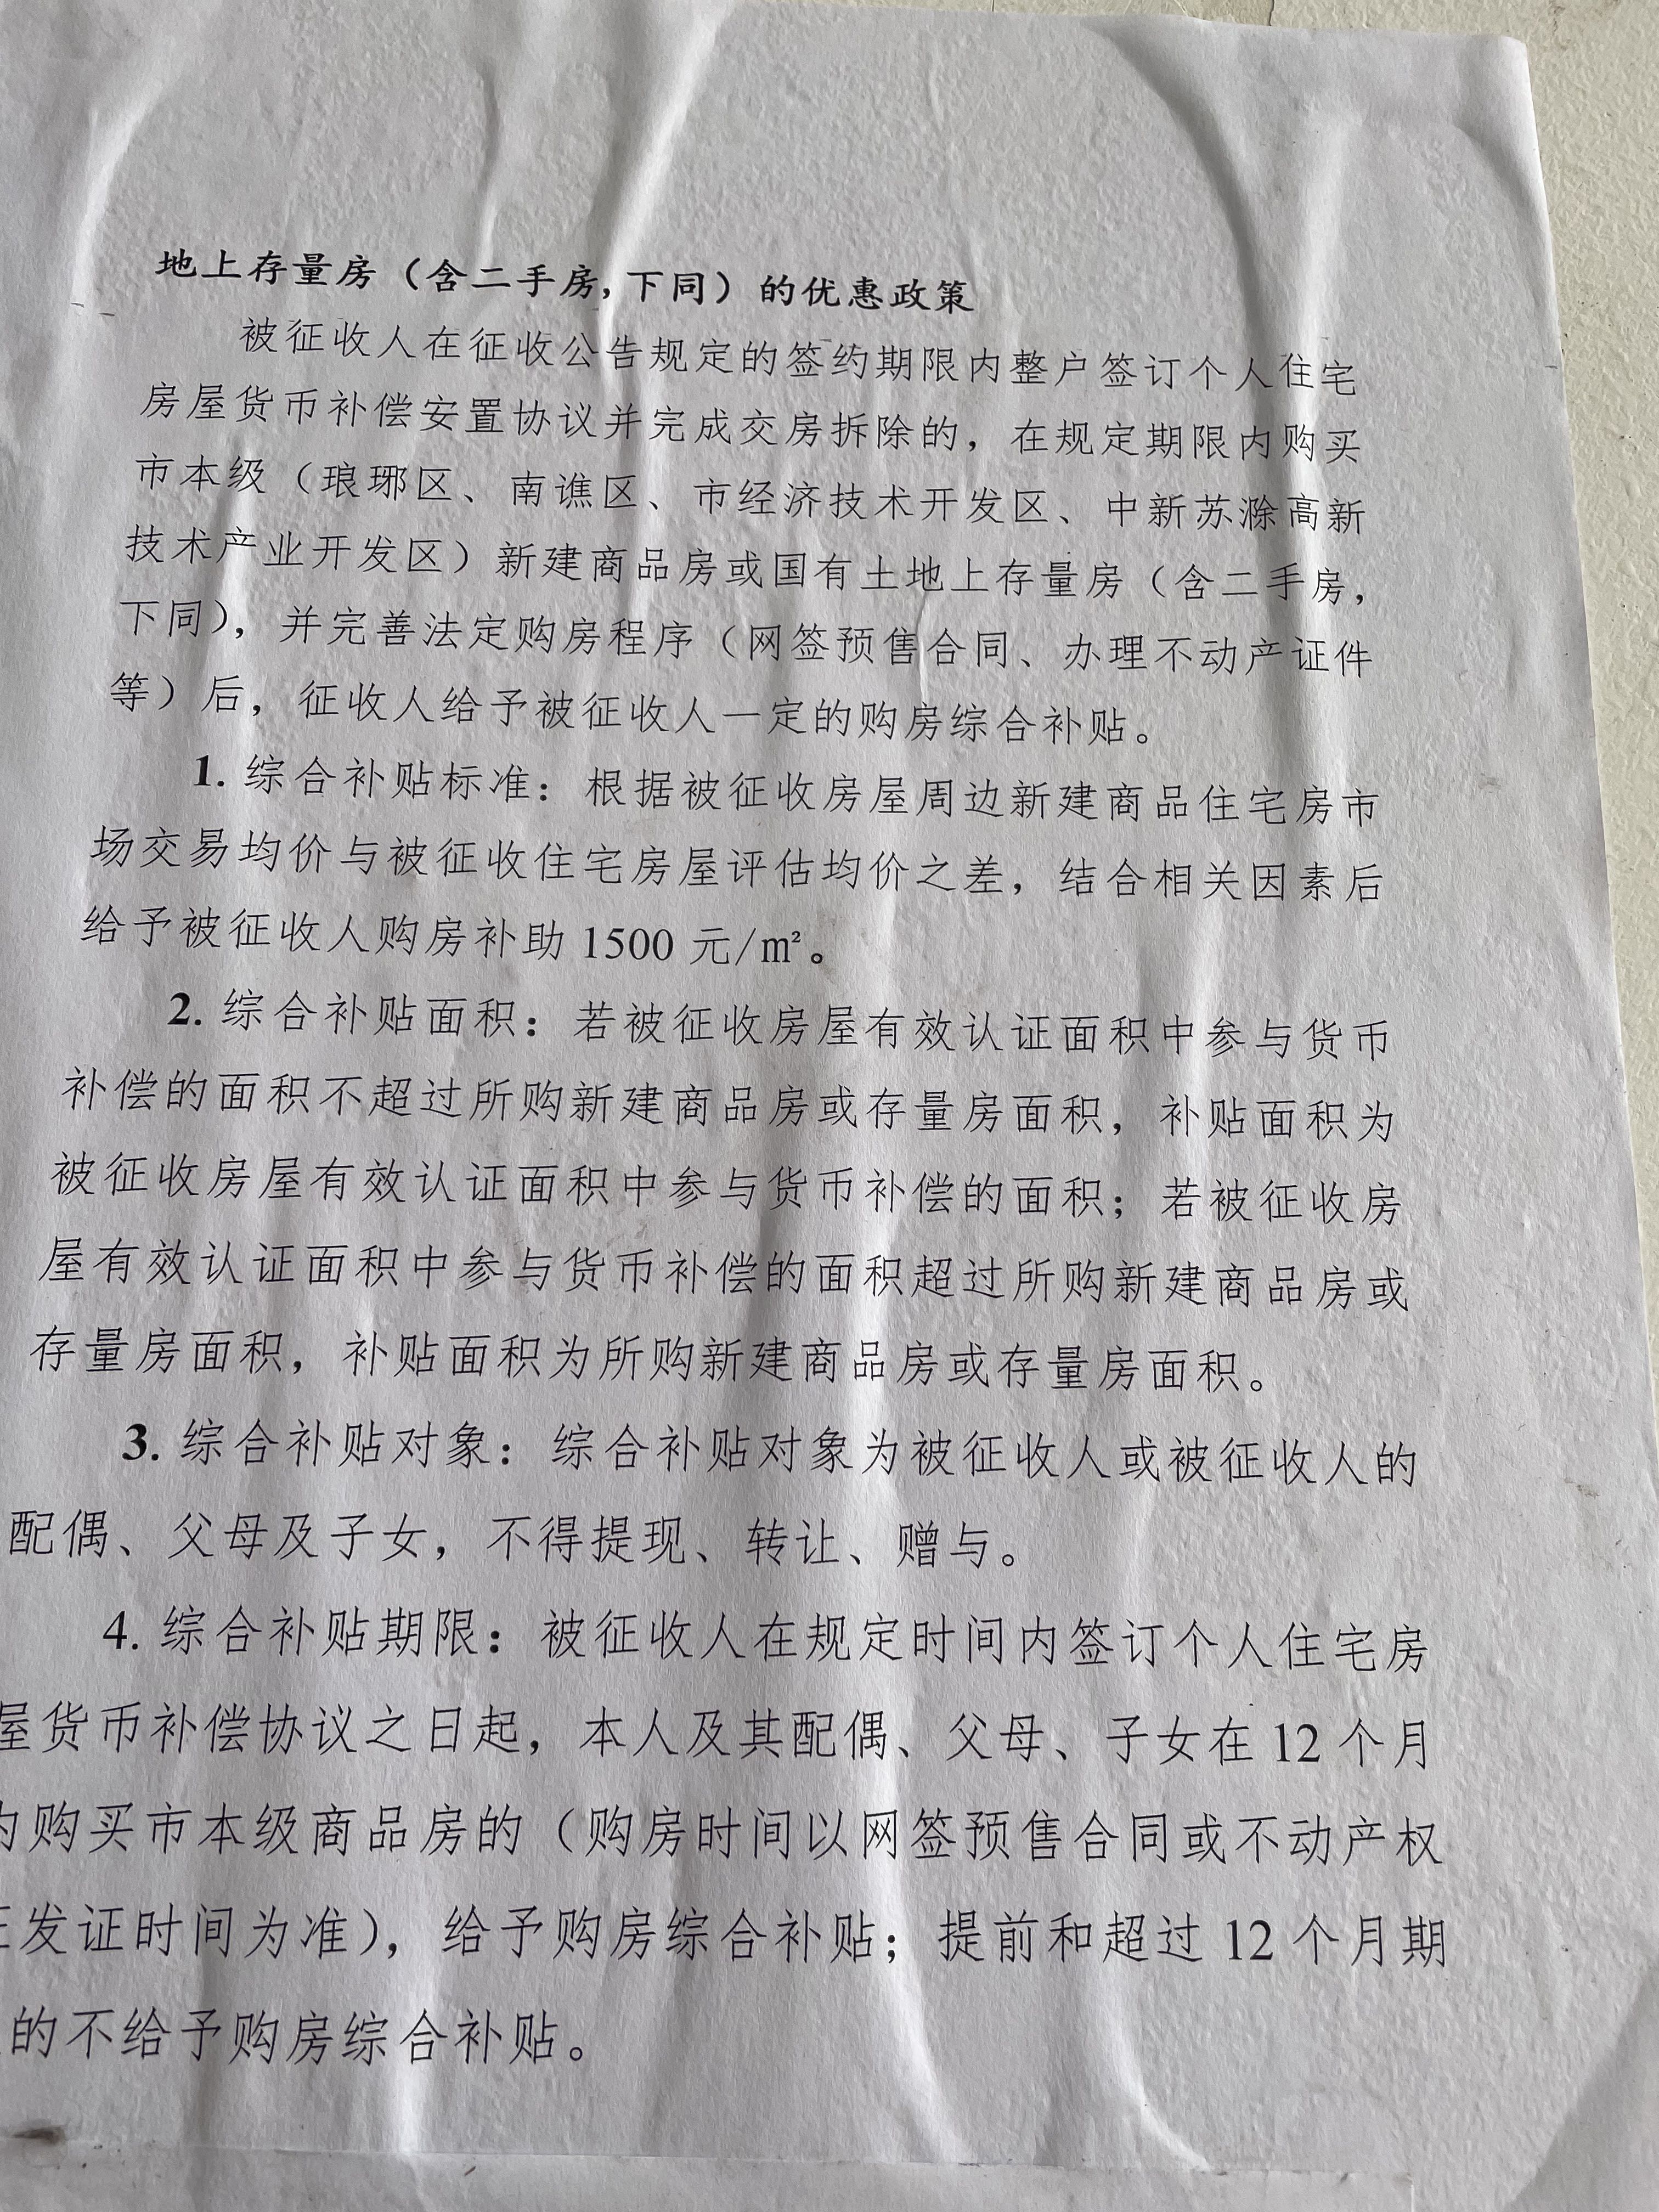 地上存量房（含二手房，下同）的优惠政策
被征收人在征收公告规定的签约期限内整户签订个人住宅
房屋货币补偿安置协议并完成交房拆除的，在规定期限内购买
市本级（琅琊区、南谯区、市经济技术开发区、中新苏滁高新
技术产业开发区）新建商品房或国有土地上存量房（含二手房，
下同），并完善法定购房程序（网签预售合同、办理不动产证件
等）后，征收人给予被征收人一定的购房综合补贴。
1. 综合补贴标准：根据被征收房屋周边新建商品住宅房市
场交易均价与被征收住宅房屋评估均价之差，结合相关因素后
给予被征收人购房补助 1500 元/㎡。
2. 综合补贴面积：若被征收房屋有效认证面积中参与货币
补偿的面积不超过所购新建商品房或存量房面积，补贴面积为
被征收房屋有效认证面积中参与货币补偿的面积；若被征收房
屋有效认证面积中参与货币补偿的面积超过所购新建商品房或
存量房面积，补贴面积为所购新建商品房或存量房面积。
3. 综合补贴对象：综合补贴对象为被征收人或被征收人的
配偶、父母及子女，不得提现、转让、赠与。
4. 综合补贴期限：被征收人在规定时间内签订个人住宅房
屋货币补偿协议之日起，本人及其配偶、父母、子女在 12 个月
内购买市本级商品房的（购房时间以网签预售合同或不动产权
证发证时间为准），给予购房综合补贴；提前和超过 12 个月期
的不给予购房综合补贴。